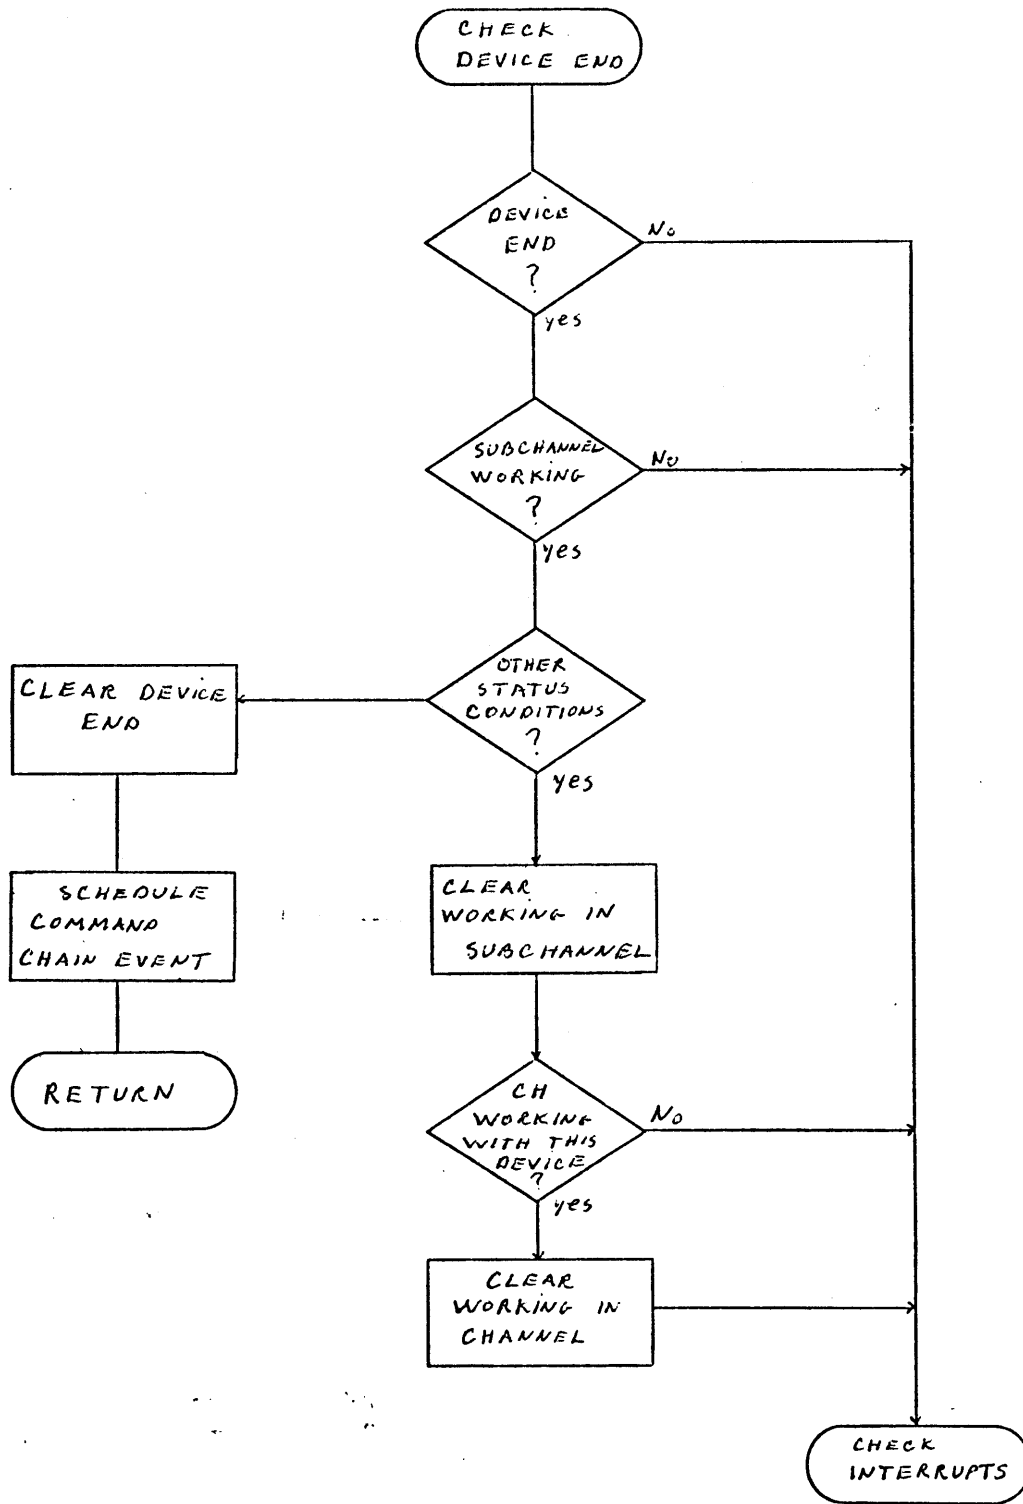 CHECK
DEVICE END
DEVICE
END
?
No
yes
SUBCHANNEL
WORKING
?
No
yes
OTHER
STATUS
CONDITIONS
?
yes
CLEAR DEVICE
END
SCHEDULE
COMMAND
CHAIN EVENT
RETURN
CLEAR
WORKING IN
SUBCHANNEL
CH
WORKING
WITH THIS
DEVICE
?
No
yes
CLEAR
WORKING IN
CHANNEL
CHECK
INTERRUPTS